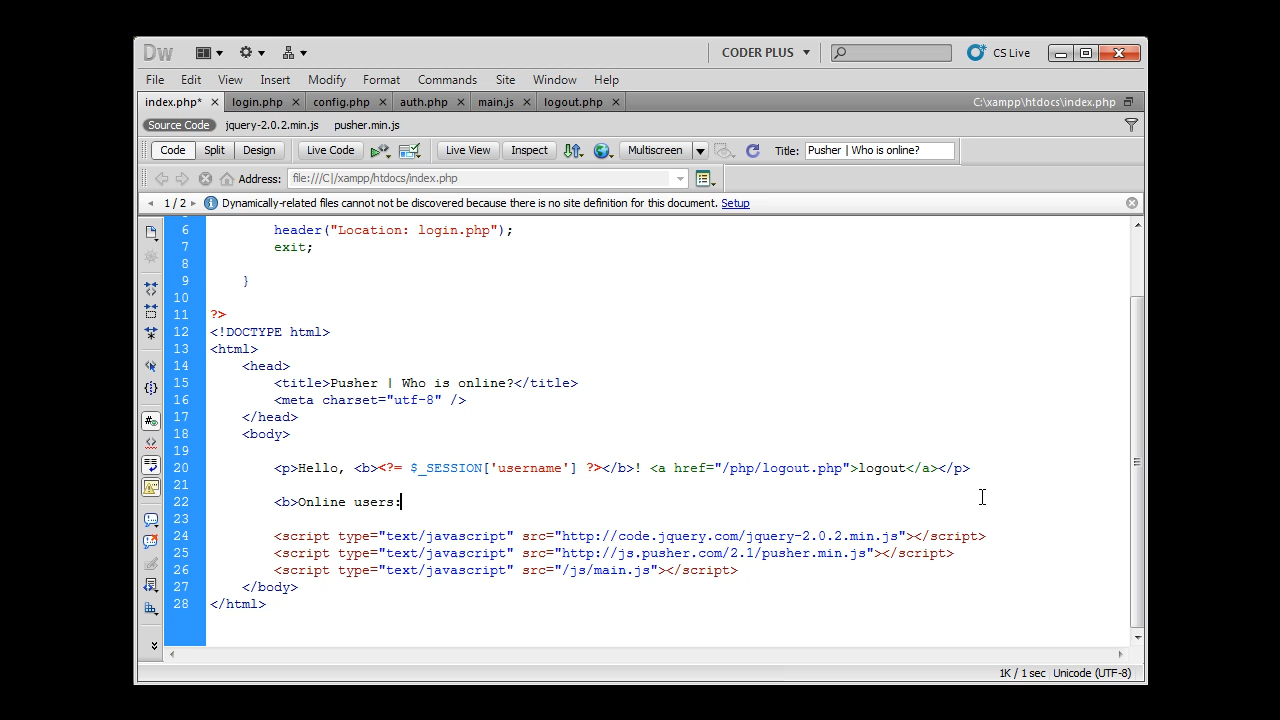 Dw CODER PLUS CS Live
File Edit View Insert Modify Format Commands Site Window Help
index.php* login.php config.php auth.php main.js logout.php C:\xampp\htdocs\index.php
Source Code jquery-2.0.2.min.js pusher.min.js
Code Split Design Live Code Live View Inspect Multiscreen Title: Pusher | Who is online?
Address: file:///C|/xampp/htdocs/index.php
1 / 2 Dynamically-related files cannot not be discovered because there is no site definition for this document. Setup
6 header("Location: login.php");
7 exit;
8
9 }
10
11 ?>
12 <!DOCTYPE html>
13 <html>
14 <head>
15 <title>Pusher | Who is online?</title>
16 <meta charset="utf-8" />
17 </head>
18 <body>
19
20 <p>Hello, <b><?= $_SESSION['username'] ?></b>! <a href="/php/logout.php">logout</a></p>
21
22 <b>Online users:
23
24 <script type="text/javascript" src="http://code.jquery.com/jquery-2.0.2.min.js"></script>
25 <script type="text/javascript" src="http://js.pusher.com/2.1/pusher.min.js"></script>
26 <script type="text/javascript" src="/js/main.js"></script>
27 </body>
28 </html>
1K / 1 sec Unicode (UTF-8)